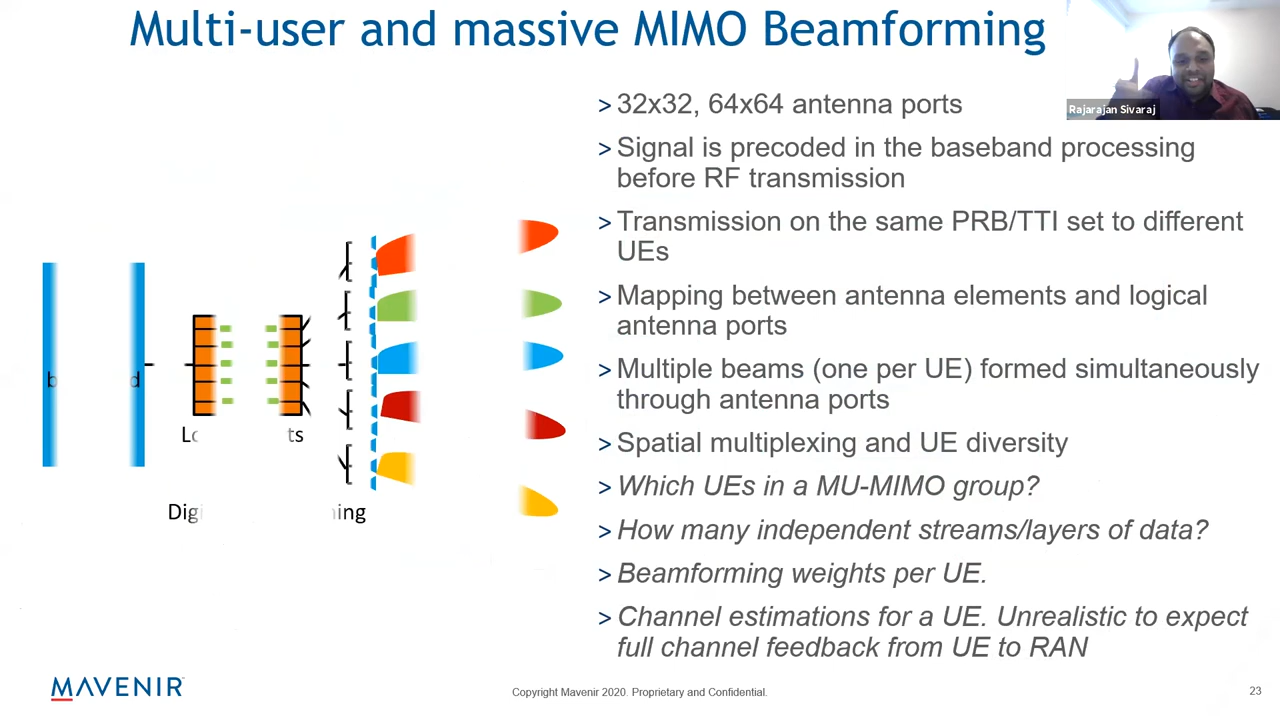 Multi-user and massive MIMO Beamforming
Rajarajan Sivaraj
> 32x32, 64x64 antenna ports
> Signal is precoded in the baseband processing
before RF transmission
> Transmission on the same PRB/TTI set to different
UEs
> Mapping between antenna elements and logical
antenna ports
> Multiple beams (one per UE) formed simultaneously
through antenna ports
> Spatial multiplexing and UE diversity
> Which UEs in a MU-MIMO group?
> How many independent streams/layers of data?
> Beamforming weights per UE.
> Channel estimations for a UE. Unrealistic to expect
full channel feedback from UE to RAN
MAVENIR
Copyright Mavenir 2020. Proprietary and Confidential.
23